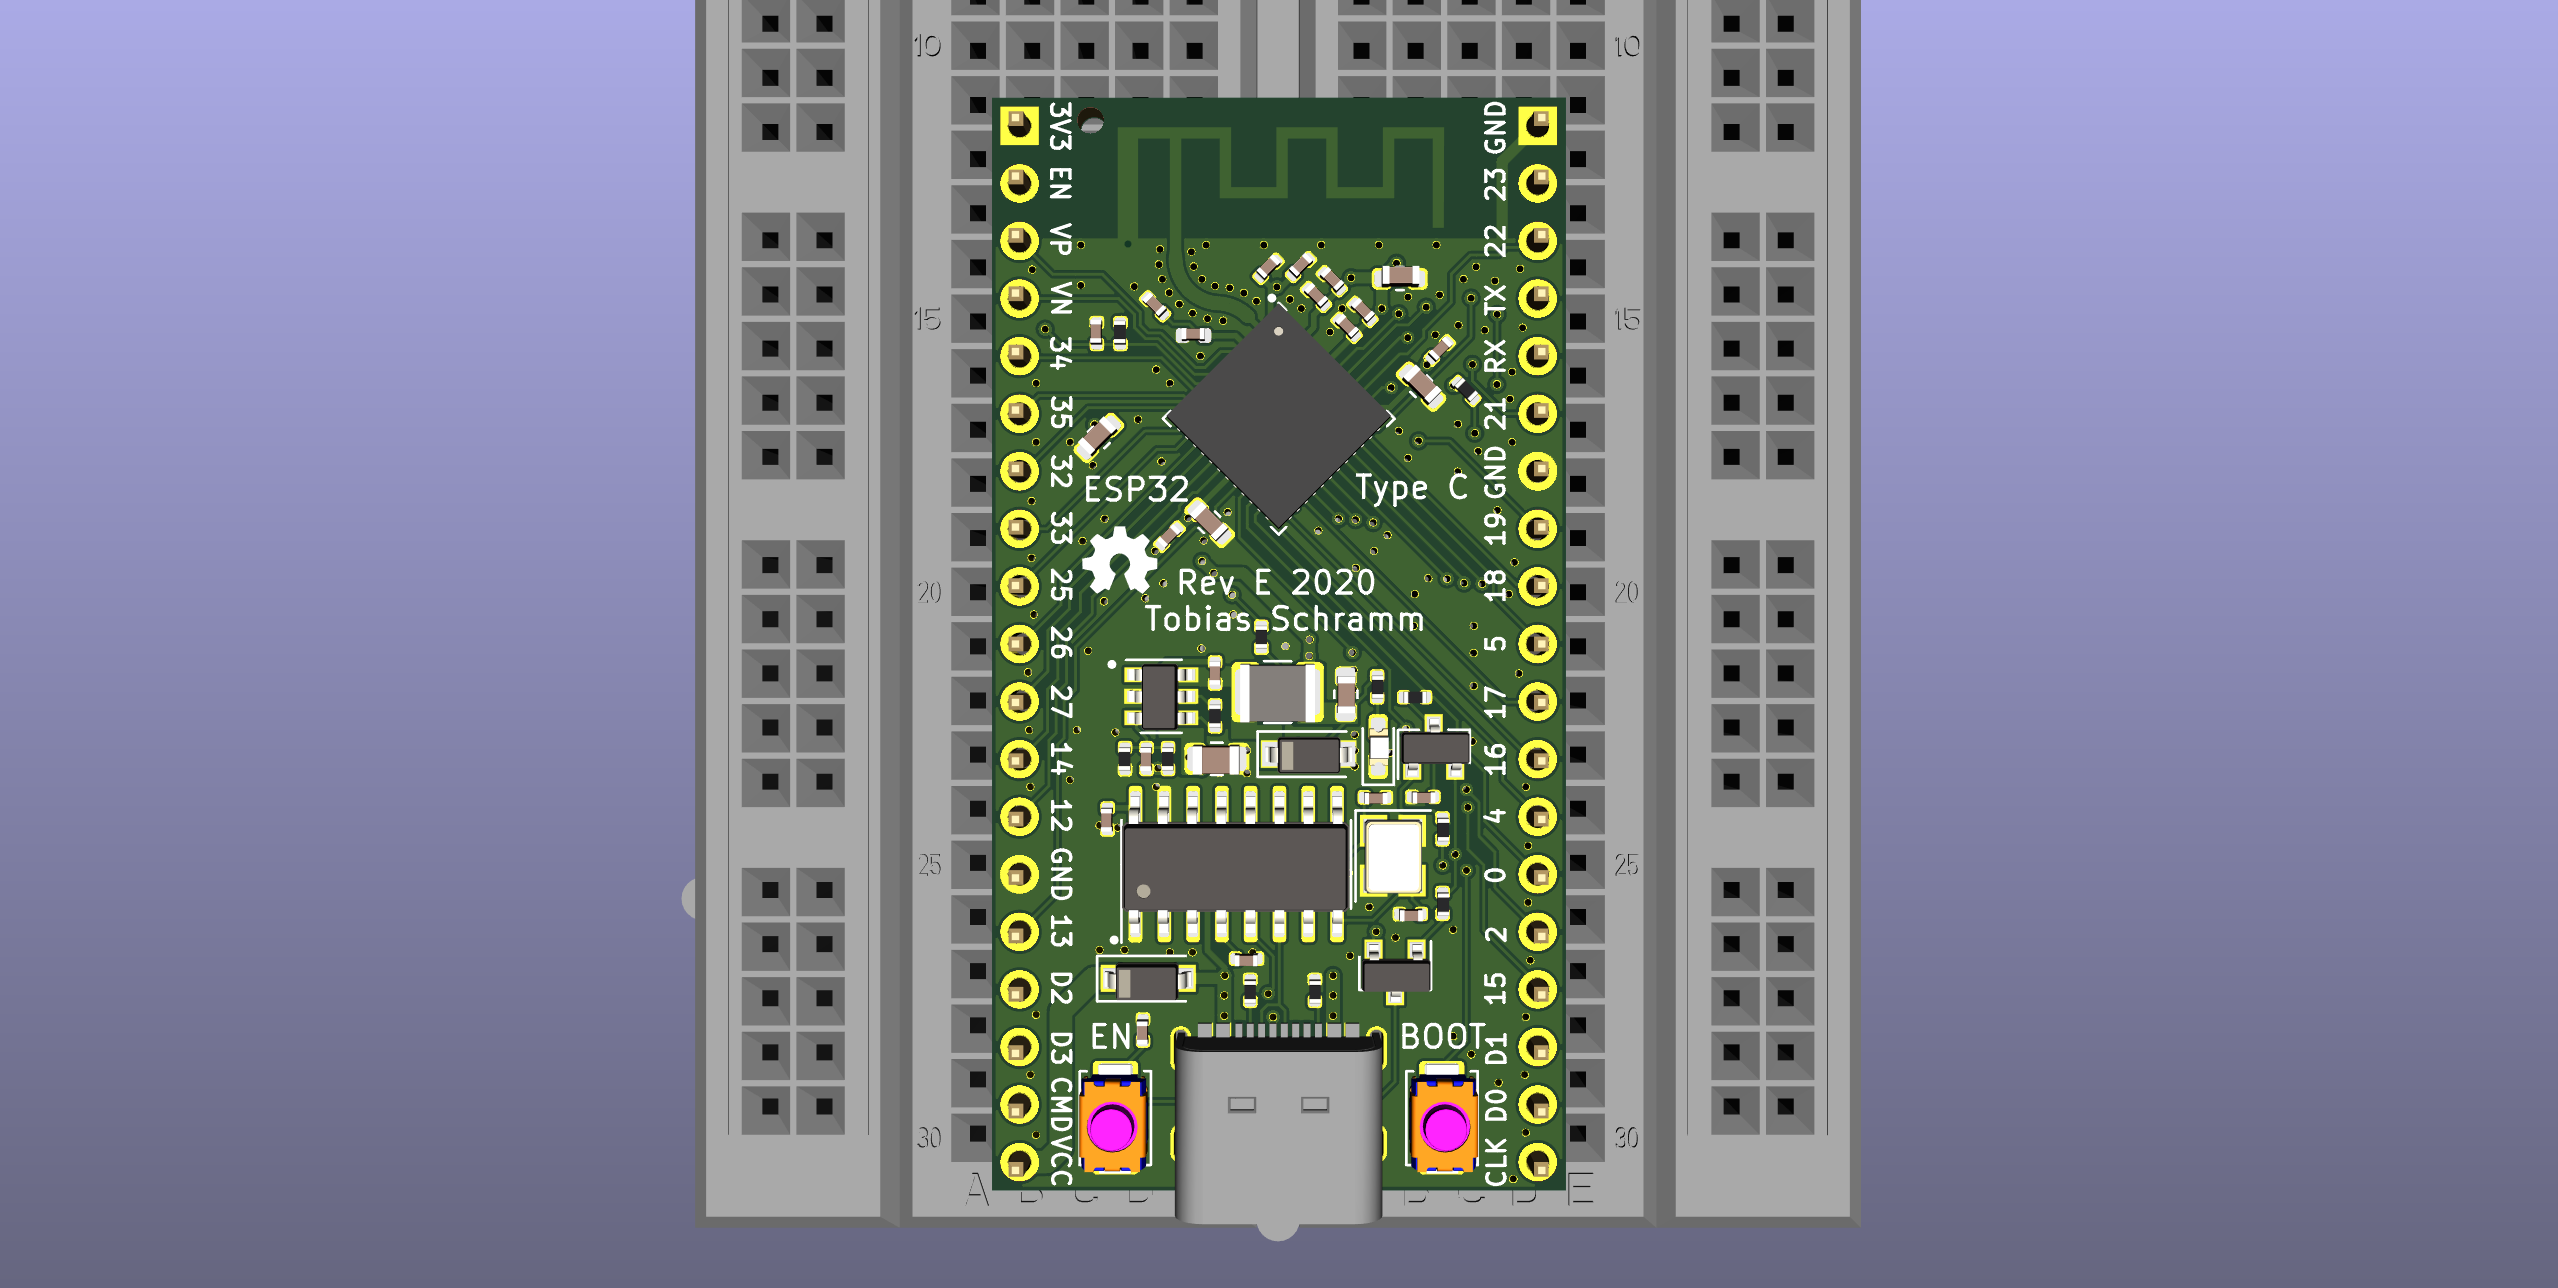 10
10
15
15
20
20
25
25
30
30
3V3
EN
VP
VN
34
35
32
33
25
26
27
14
12
GND
13
D2
D3
CMD
VCC
GND
23
22
TX
RX
21
GND
19
18
5
17
16
4
0
2
15
D1
D0
CLK
ESP32
Type C
Rev E 2020
Tobias Schramm
EN
BOOT
A B C D
B C D E